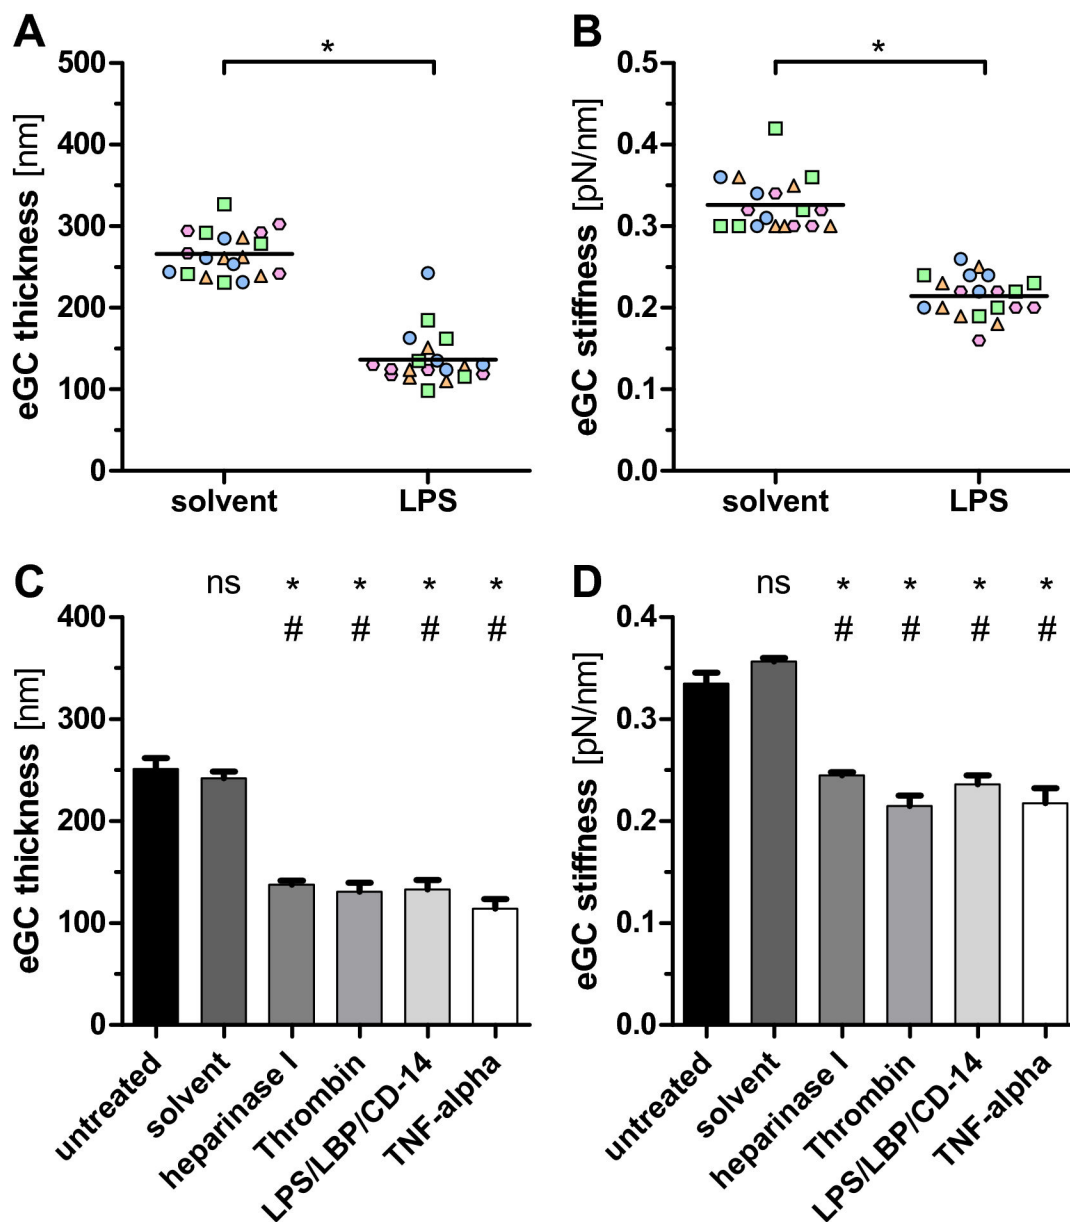 A
*
eGC thickness [nm]
500
400
300
200
100
0
solvent
LPS
B
*
eGC stiffness [pN/nm]
0.5
0.4
0.3
0.2
0.1
0.0
solvent
LPS
C
ns * * * *
# # # #
eGC thickness [nm]
400
300
200
100
0
untreated
solvent
heparinase I
Thrombin
LPS/LBP/CD-14
TNF-alpha
D
ns * * * *
# # # #
eGC stiffness [pN/nm]
0.4
0.3
0.2
0.1
0.0
untreated
solvent
heparinase I
Thrombin
LPS/LBP/CD-14
TNF-alpha